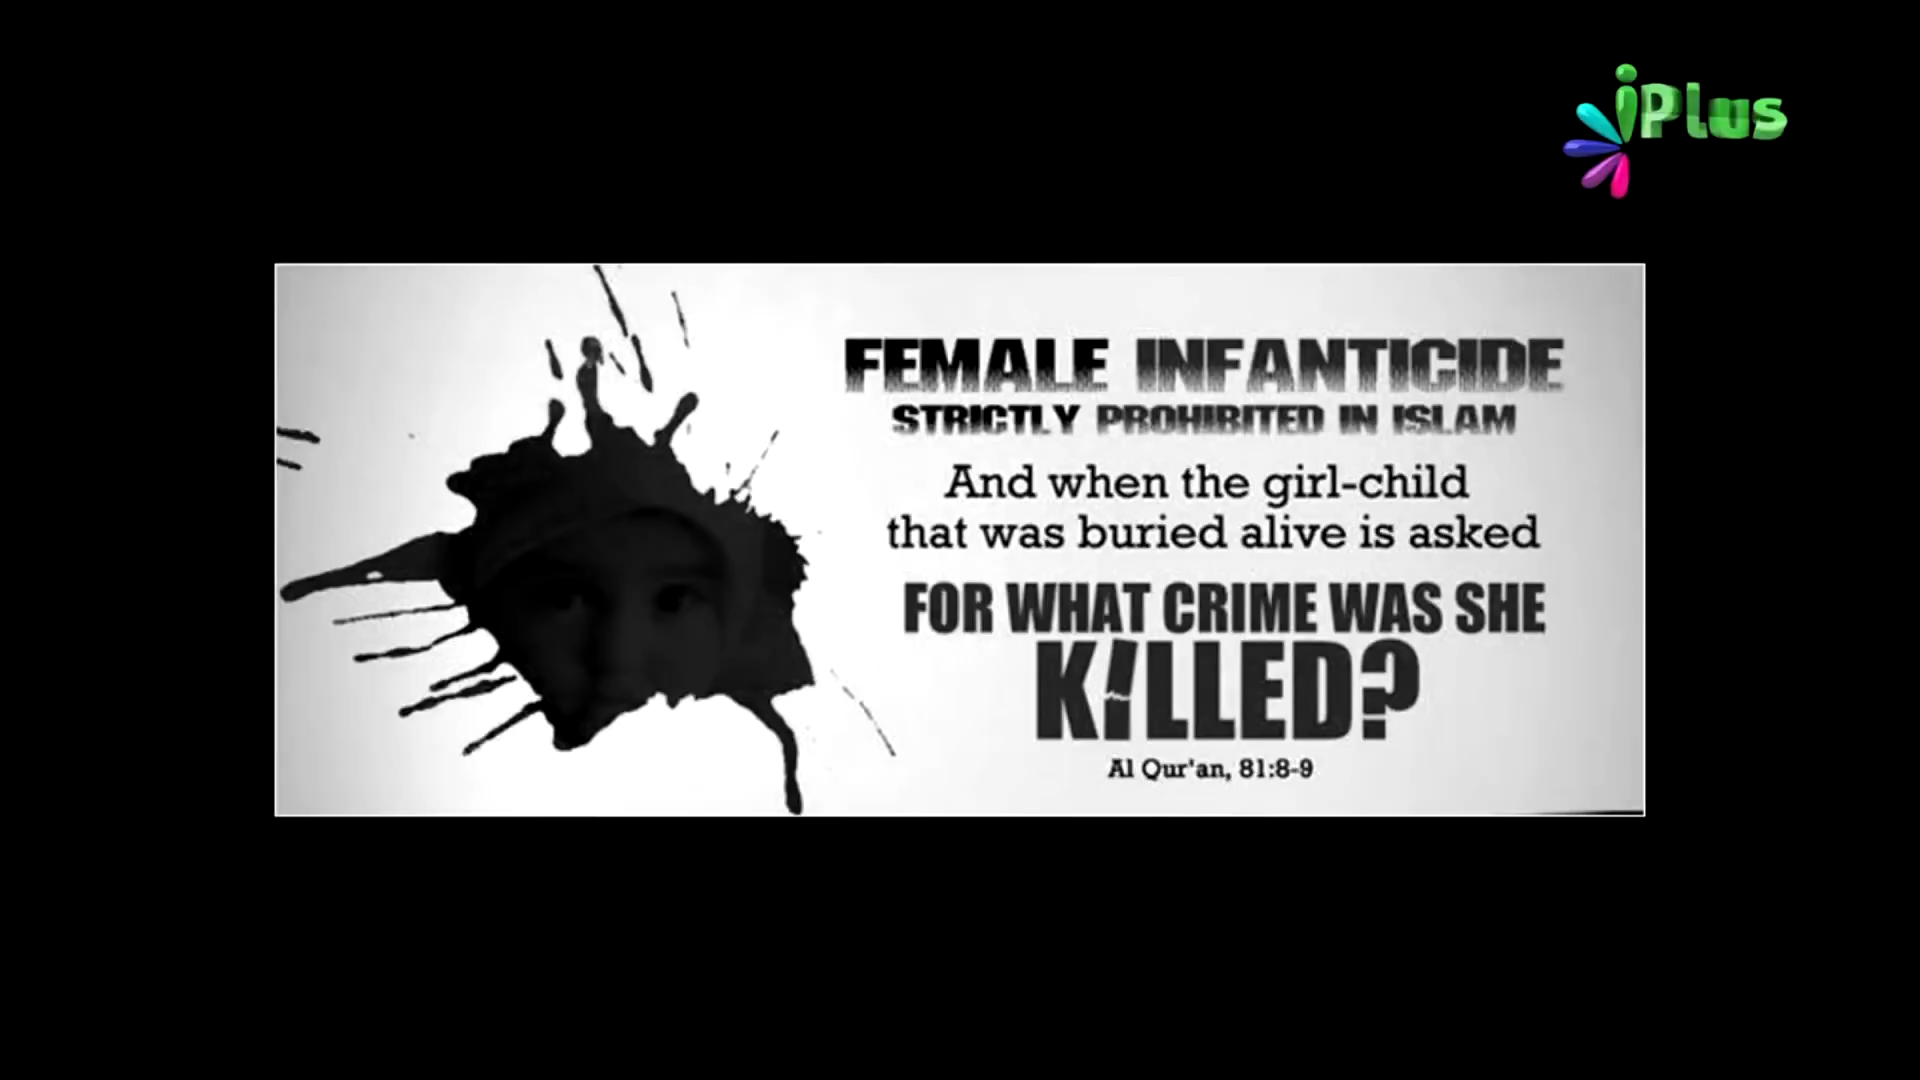 iPlus
FEMALE INFANTICIDE
STRICTLY PROHIBITED IN ISLAM
And when the girl-child
that was buried alive is asked
FOR WHAT CRIME WAS SHE
KILLED?
Al Qur'an, 81:8-9